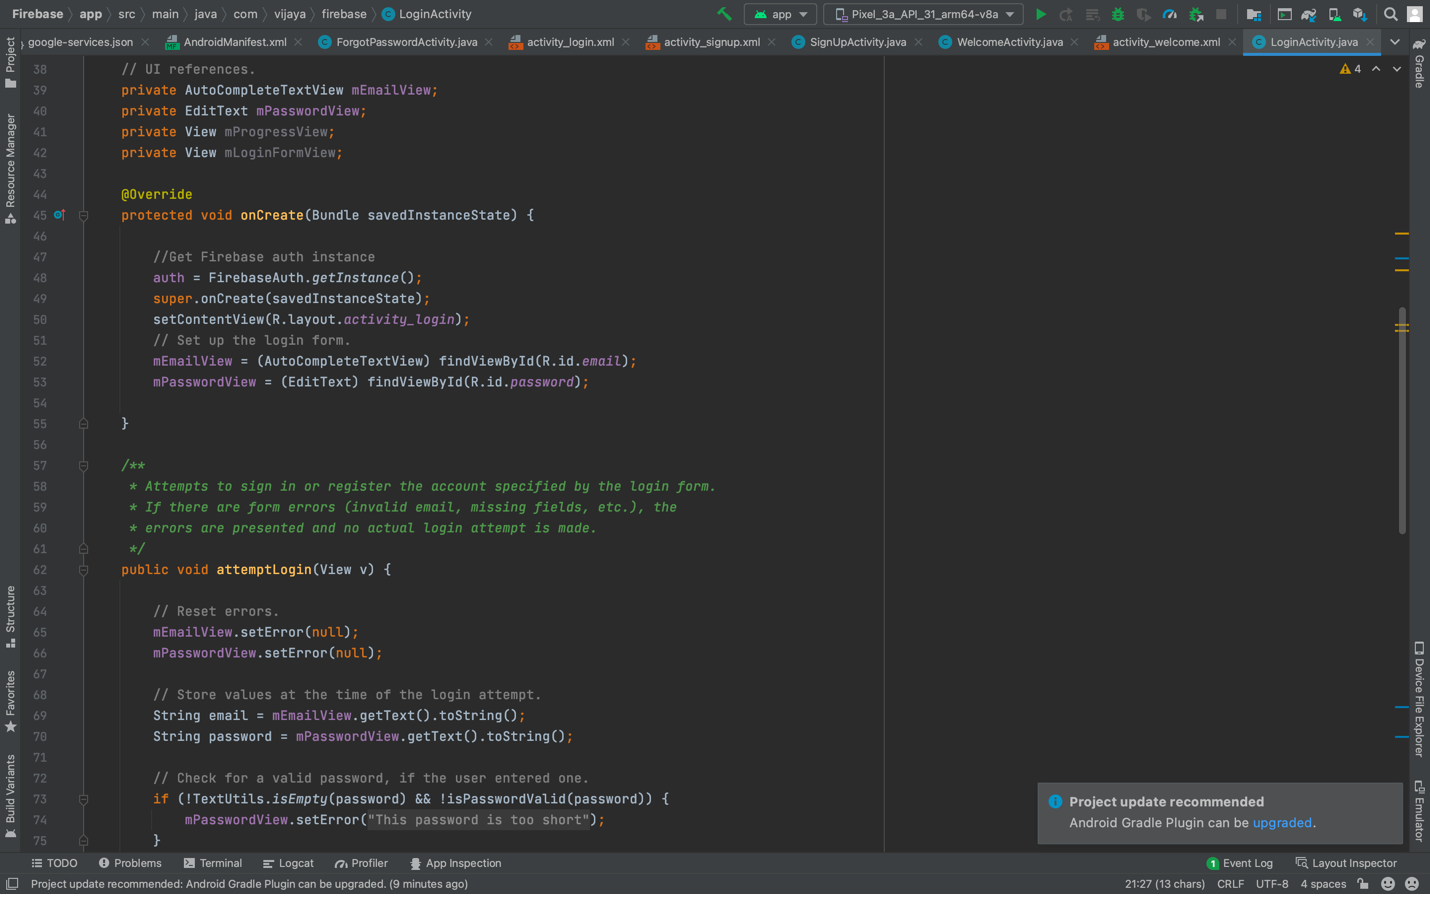 Firebase app src main java com vijaya firebase LoginActivity app Pixel_3a_API_31_arm64-v8a
google-services.json AndroidManifest.xml ForgotPasswordActivity.java activity_login.xml activity_signup.xml SignUpActivity.java WelcomeActivity.java activity_welcome.xml LoginActivity.java
Project
Resource Manager
Structure
Favorites
Build Variants
4
38 // UI references.
39 private AutoCompleteTextView mEmailView;
40 private EditText mPasswordView;
41 private View mProgressView;
42 private View mLoginFormView;
43
44 @Override
45 protected void onCreate(Bundle savedInstanceState) {
46
47 //Get Firebase auth instance
48 auth = FirebaseAuth.getInstance();
49 super.onCreate(savedInstanceState);
50 setContentView(R.layout.activity_login);
51 // Set up the login form.
52 mEmailView = (AutoCompleteTextView) findViewById(R.id.email);
53 mPasswordView = (EditText) findViewById(R.id.password);
54
55 }
56
57 /**
58 * Attempts to sign in or register the account specified by the login form.
59 * If there are form errors (invalid email, missing fields, etc.), the
60 * errors are presented and no actual login attempt is made.
61 */
62 public void attemptLogin(View v) {
63
64 // Reset errors.
65 mEmailView.setError(null);
66 mPasswordView.setError(null);
67
68 // Store values at the time of the login attempt.
69 String email = mEmailView.getText().toString();
70 String password = mPasswordView.getText().toString();
71
72 // Check for a valid password, if the user entered one.
73 if (!TextUtils.isEmpty(password) && !isPasswordValid(password)) {
74 mPasswordView.setError("This password is too short");
75 }
Gradle
Device File Explorer
Emulator
Project update recommended
Android Gradle Plugin can be upgraded.
TODO Problems Terminal Logcat Profiler App Inspection 1 Event Log Layout Inspector
Project update recommended: Android Gradle Plugin can be upgraded. (9 minutes ago) 21:27 (13 chars) CRLF UTF-8 4 spaces